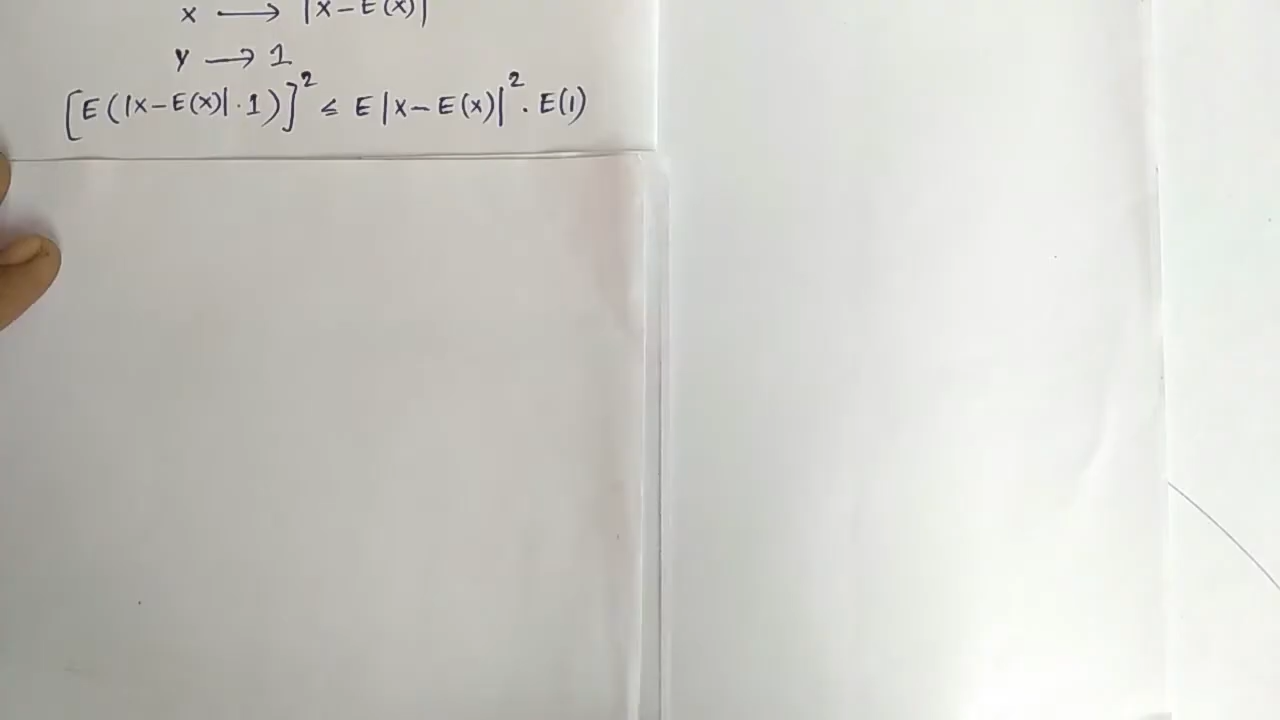 x ⟶ |x-E(x)|
y ⟶ 1
[E(|x-E(x)|·1)]² ≤ E|x-E(x)|²·E(1)